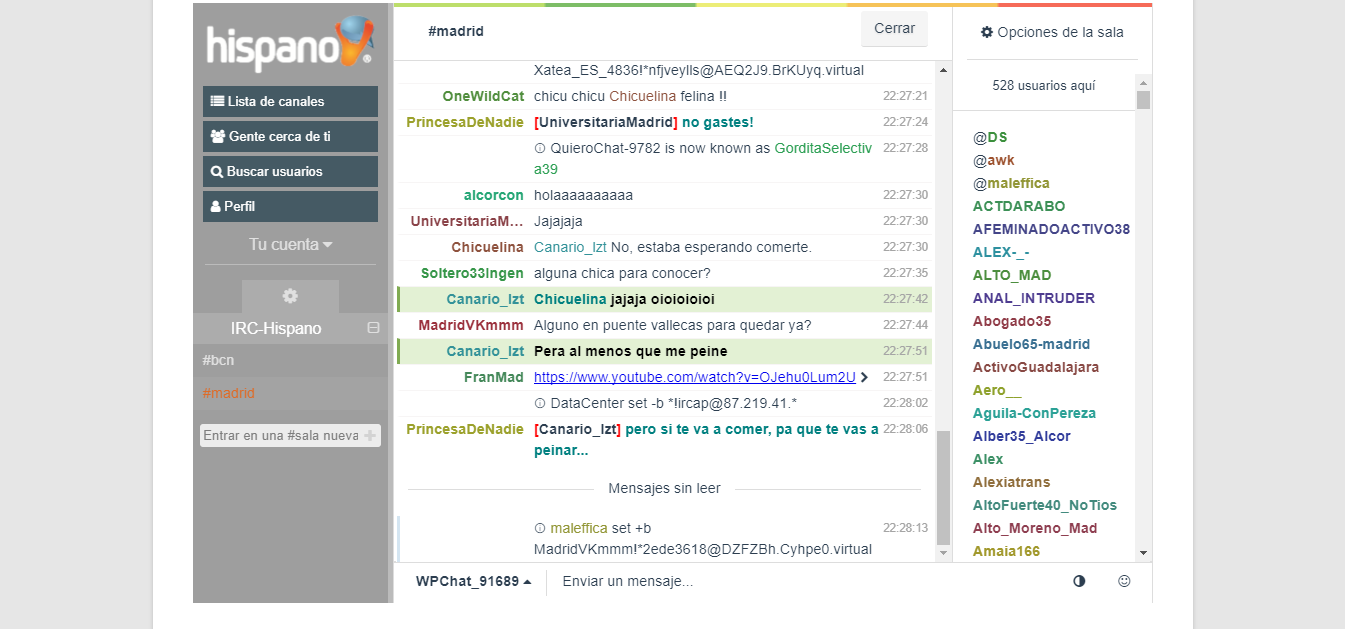 hispano
®
Lista de canales
Gente cerca de ti
Buscar usuarios
Perfil
Tu cuenta
IRC-Hispano
#bcn
#madrid
Entrar en una #sala nueva
#madrid
Cerrar
Xatea_ES_4836!*nfjveylls@AEQ2J9.BrKUyq.virtual
OneWildCat chicu chicu Chicuelina felina !! 22:27:21
PrincesaDeNadie [UniversitariaMadrid] no gastes! 22:27:24
QuieroChat-9782 is now known as GorditaSelectiv 22:27:28
a39
alcorcon holaaaaaaaaaa 22:27:30
UniversitariaM... Jajajaja 22:27:30
Chicuelina Canario_Izt No, estaba esperando comerte. 22:27:30
Soltero33Ingen alguna chica para conocer? 22:27:35
Canario_Izt Chicuelina jajaja oioioioioi 22:27:42
MadridVKmmm Alguno en puente vallecas para quedar ya? 22:27:44
Canario_Izt Pera al menos que me peine 22:27:51
FranMad https://www.youtube.com/watch?v=OJehu0Lum2U 22:27:51
DataCenter set -b *!ircap@87.219.41.* 22:28:02
PrincesaDeNadie [Canario_Izt] pero si te va a comer, pa que te vas a 22:28:06
peinar...
Mensajes sin leer
maleffica set +b 22:28:13
MadridVKmmm!*2ede3618@DZFZBh.Cyhpe0.virtual
WPChat_91689 Enviar un mensaje...
Opciones de la sala
528 usuarios aquí
@DS
@awk
@maleffica
ACTDARABO
AFEMINADOACTIVO38
ALEX-_-
ALTO_MAD
ANAL_INTRUDER
Abogado35
Abuelo65-madrid
ActivoGuadalajara
Aero__
Aguila-ConPereza
Alber35_Alcor
Alex
Alexiatrans
AltoFuerte40_NoTios
Alto_Moreno_Mad
Amaia166